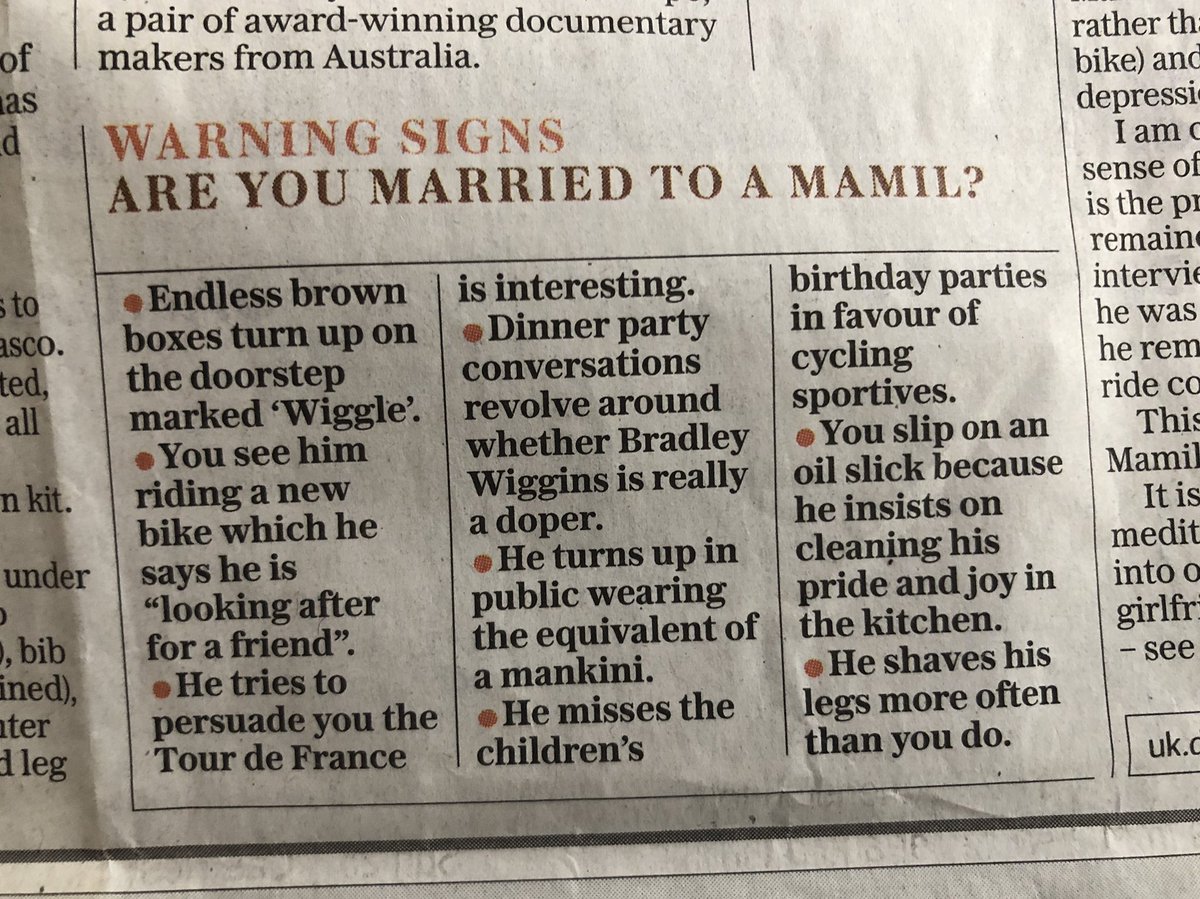 of
as
d
s to
asco.
ted,
all
n kit.
under
), bib
ined),
d leg
a pair of award-winning documentary
makers from Australia.
WARNING SIGNS
ARE YOU MARRIED TO A MAMIL?
● Endless brown
boxes turn up on
the doorstep
marked ‘Wiggle’.
● You see him
riding a new
bike which he
says he is
“looking after
for a friend”.
● He tries to
persuade you the
Tour de France
is interesting.
● Dinner party
conversations
revolve around
whether Bradley
Wiggins is really
a doper.
● He turns up in
public wearing
the equivalent of
a mankini.
● He misses the
children’s
birthday parties
in favour of
cycling
sportives.
● You slip on an
oil slick because
he insists on
cleaning his
pride and joy in
the kitchen.
● He shaves his
legs more often
than you do.
rather tha
bike) and
depressi
I am
sense of
is the pr
remaine
intervie
he was
he rem
ride co
This
Mamil
It is
medit
into o
girlfri
– see
uk.